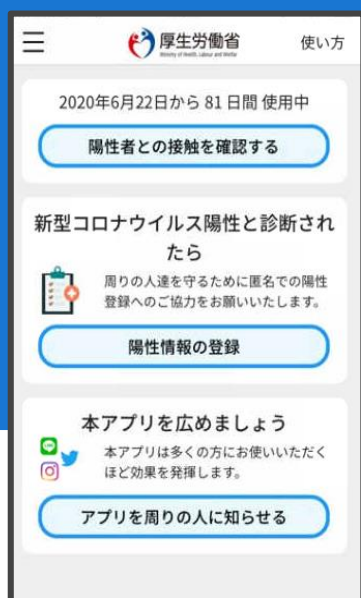 厚生労働省
Ministry of Health, Labour and Welfare
使い方
2020年6月22日から 81 日間 使用中
陽性者との接触を確認する
新型コロナウイルス陽性と診断され
たら
周りの人達を守るために匿名での陽性
登録へのご協力をお願いいたします。
陽性情報の登録
本アプリを広めましょう
LINE
本アプリは多くの方にお使いいただく
ほど効果を発揮します。
アプリを周りの人に知らせる